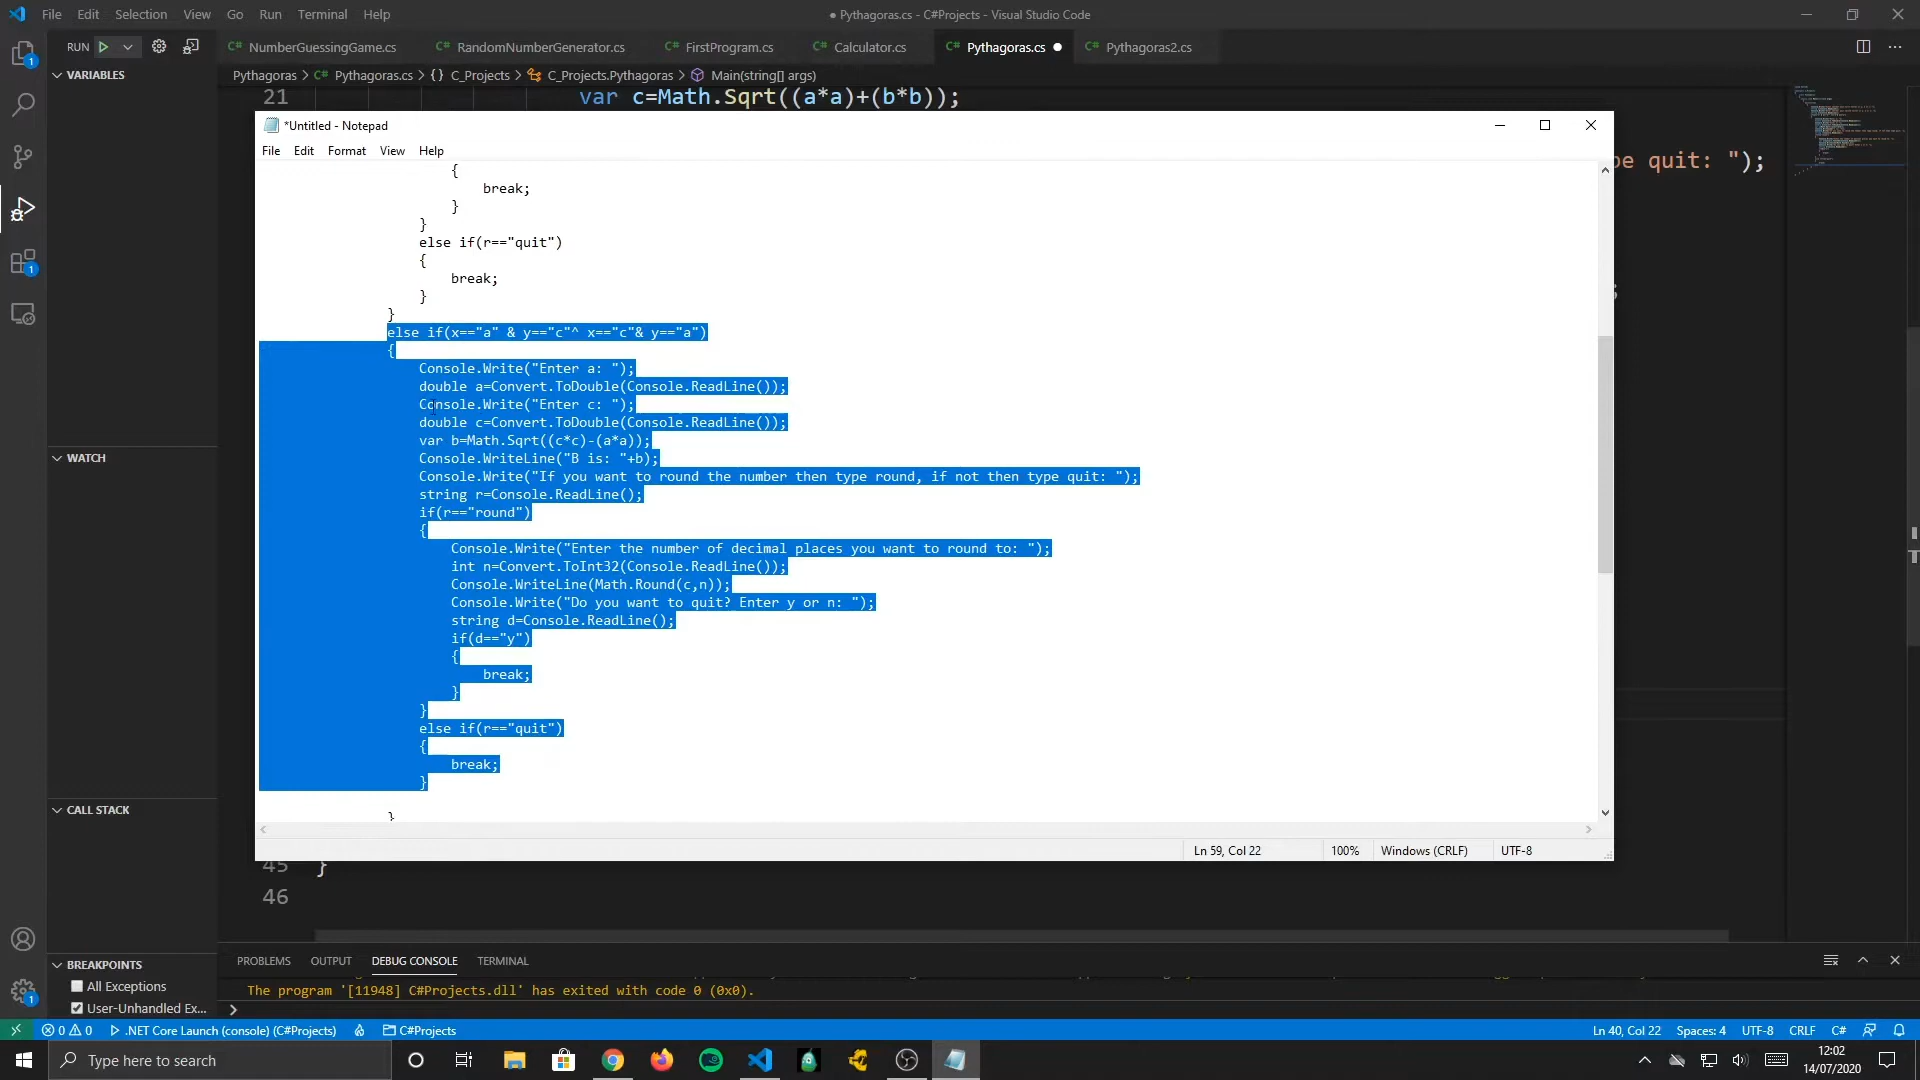 File Edit Selection View Go Run Terminal Help
● Pythagoras.cs - C#Projects - Visual Studio Code
RUN
C# NumberGuessingGame.cs
C# RandomNumberGenerator.cs
C# FirstProgram.cs
C# Calculator.cs
C# Pythagoras.cs ●
C# Pythagoras2.cs
VARIABLES
Pythagoras > C# Pythagoras.cs > {} C_Projects > C_Projects.Pythagoras > Main(string[] args)
21 var c=Math.Sqrt((a*a)+(b*b));
*Untitled - Notepad
File Edit Format View Help
pe quit: ");
{
break;
}
}
else if(r=="quit")
{
break;
}
}
else if(x=="a" & y=="c"^ x=="c"& y=="a")
{
Console.Write("Enter a: ");
double a=Convert.ToDouble(Console.ReadLine());
Console.Write("Enter c: ");
double c=Convert.ToDouble(Console.ReadLine());
var b=Math.Sqrt((c*c)-(a*a));
Console.WriteLine("B is: "+b);
Console.Write("If you want to round the number then type round, if not then type quit: ");
string r=Console.ReadLine();
if(r=="round")
{
Console.Write("Enter the number of decimal places you want to round to: ");
int n=Convert.ToInt32(Console.ReadLine());
Console.WriteLine(Math.Round(c,n));
Console.Write("Do you want to quit? Enter y or n: ");
string d=Console.ReadLine();
if(d=="y")
{
break;
}
}
else if(r=="quit")
{
break;
}
}
Ln 59, Col 22
100%
Windows (CRLF)
UTF-8
WATCH
CALL STACK
45 }
46
BREAKPOINTS
All Exceptions
User-Unhandled Ex...
PROBLEMS OUTPUT DEBUG CONSOLE TERMINAL
The program '[11948] C#Projects.dll' has exited with code 0 (0x0).
0 0 .NET Core Launch (console) (C#Projects) C#Projects
Ln 40, Col 22 Spaces: 4 UTF-8 CRLF C#
Type here to search
12:02
14/07/2020